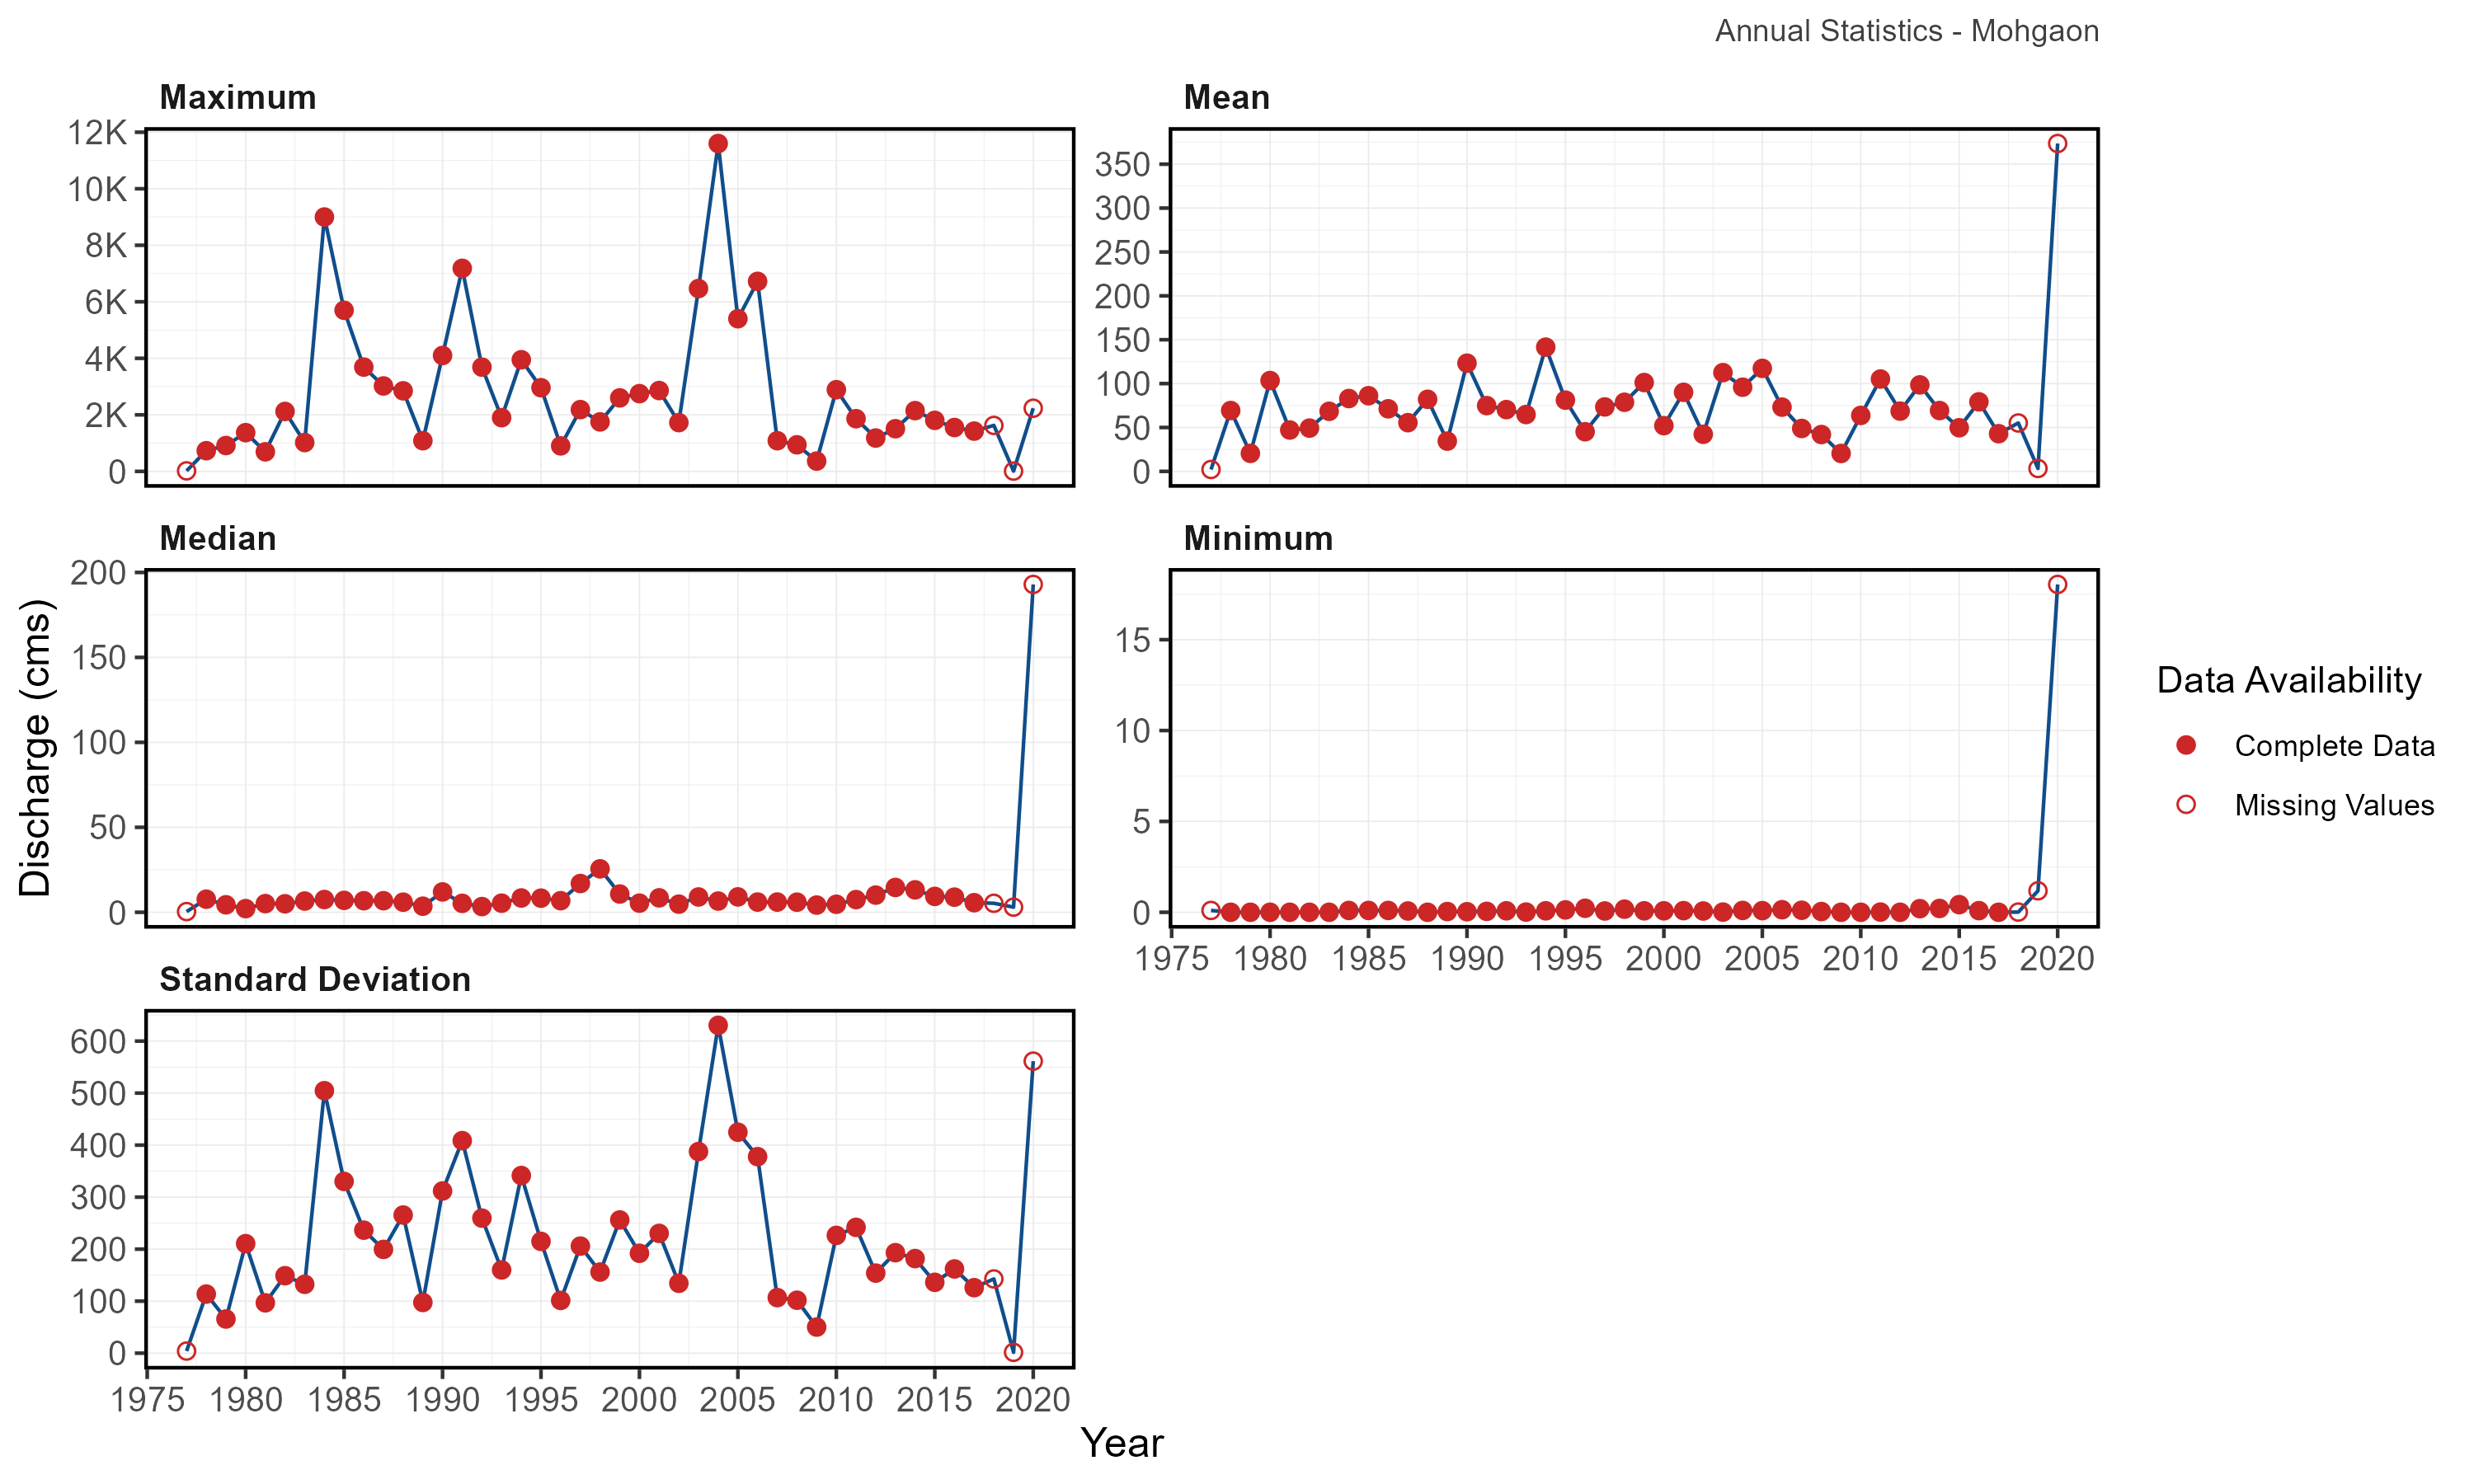 Annual Statistics - Mohgaon
Maximum
12K
10K
8K
6K
4K
2K
0
Mean
350
300
250
200
150
100
50
0
Median
200
150
100
50
0
Minimum
15
10
5
0
1975 1980 1985 1990 1995 2000 2005 2010 2015 2020
Standard Deviation
600
500
400
300
200
100
0
1975 1980 1985 1990 1995 2000 2005 2010 2015 2020
Discharge (cms)
Year
Data Availability
Complete Data
Missing Values